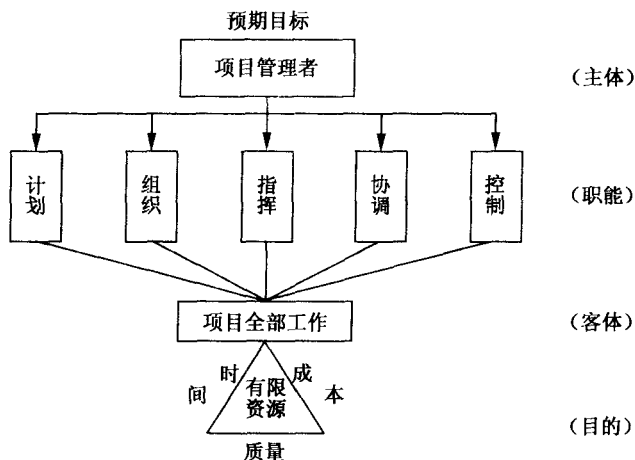 预期目标
项目管理者
（主体）
计划
组织
指挥
协调
控制
（职能）
项目全部工作
（客体）
时间
成本
有限
资源
（目的）
质量